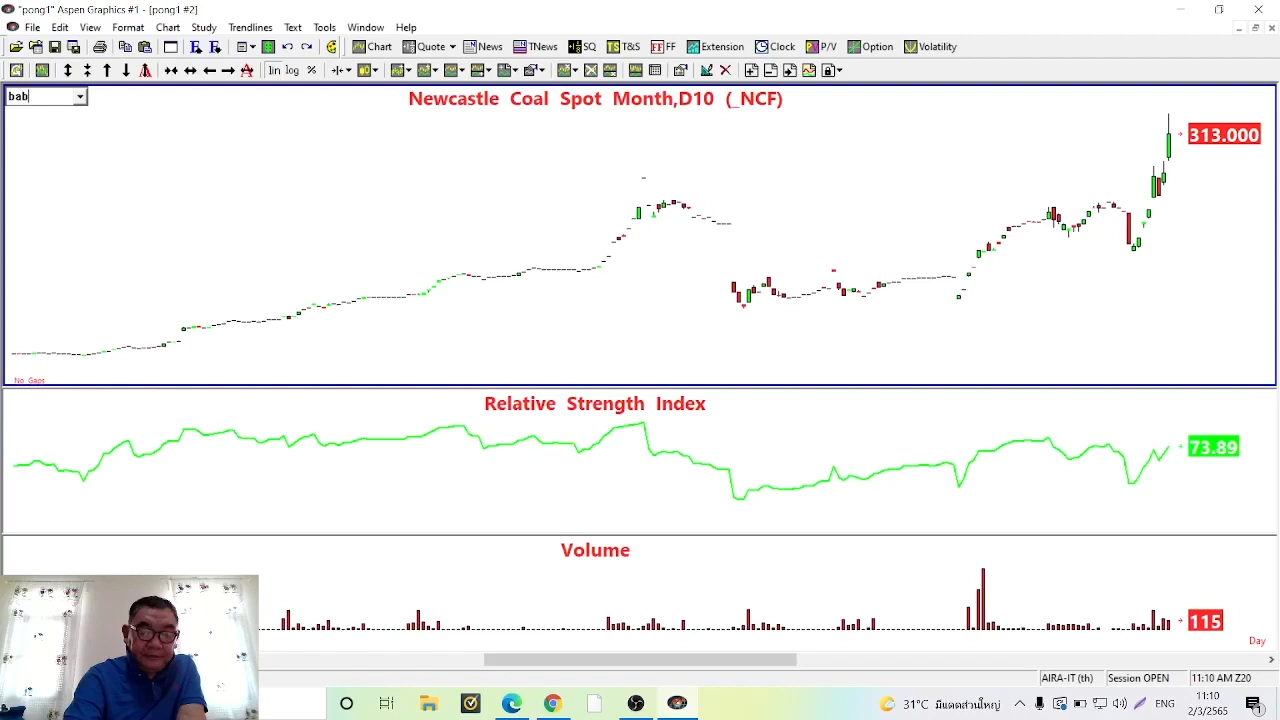 "pong1" Aspen Graphics #1 - [pong1 #2]
File Edit View Format Chart Study Trendlines Text Tools Window Help
Chart Quote News TNews SQ T&S FF Extension Clock P/V Option Volatility
lin log %
bab
Newcastle Coal Spot Month,D10 (_NCF)
313.000
No Gaps
Relative Strength Index
73.89
Volume
115
Day
AIRA-IT (th) Session OPEN 11:10 AM Z20
31°C มีแดดส่วนใหญ่ ENG 11:10
2/3/2565